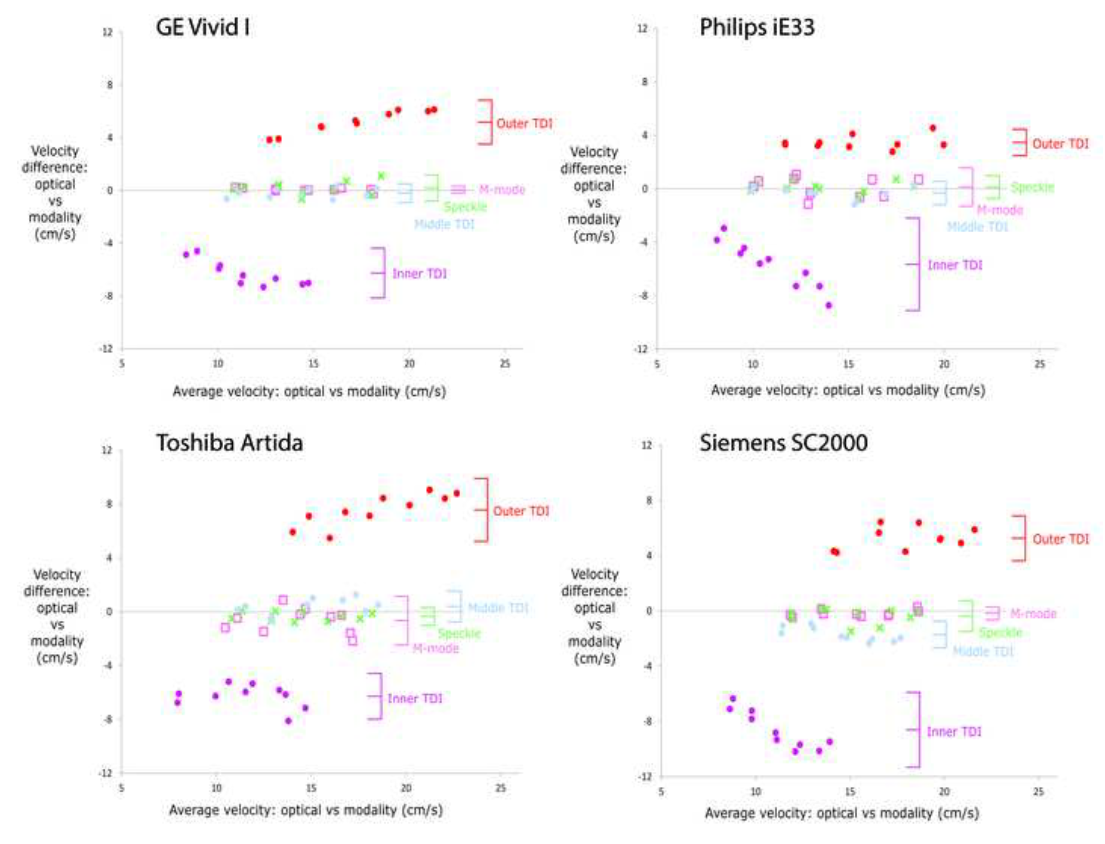 GE Vivid I
12
8
4
0
-4
-8
-12
5
10
15
20
25
Velocity
difference:
optical
vs
modality
(cm/s)
Outer TDI
M-mode
Speckle
Middle TDI
Inner TDI
Average velocity: optical vs modality (cm/s)
Philips iE33
12
8
4
0
-4
-8
-12
5
10
15
20
25
Velocity
difference:
optical
vs
modality
(cm/s)
Outer TDI
Speckle
M-mode
Middle TDI
Inner TDI
Average velocity: optical vs modality (cm/s)
Toshiba Artida
12
8
4
0
-4
-8
-12
5
10
15
20
25
Velocity
difference:
optical
vs
modality
(cm/s)
Outer TDI
Middle TDI
Speckle
M-mode
Inner TDI
Average velocity: optical vs modality (cm/s)
Siemens SC2000
12
8
4
0
-4
-8
-12
5
10
15
20
25
Velocity
difference:
optical
vs
modality
(cm/s)
Outer TDI
M-mode
Speckle
Middle TDI
Inner TDI
Average velocity: optical vs modality (cm/s)